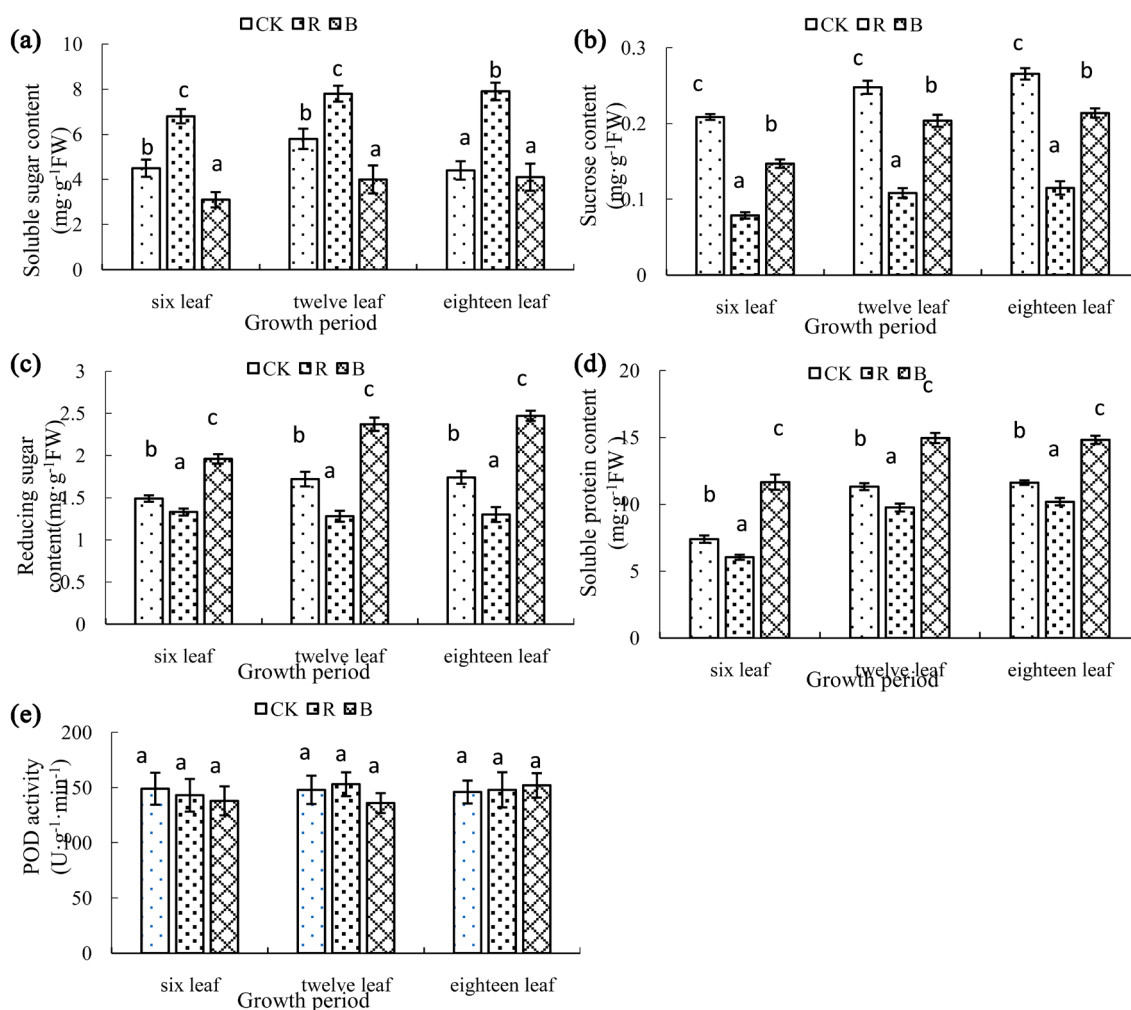 (a)
CK R B
Soluble sugar content
(mg·g-1FW)
10
8
6
4
2
0
b c a
b c a
a b a
six leaf twelve leaf eighteen leaf
Growth period
(b)
CK R B
Sucrose content
(mg·g-1FW)
0.3
0.2
0.1
0
c a b
c a b
c a b
six leaf twelve leaf eighteen leaf
Growth period
(c)
CK R B
Reducing sugar
content(mg·g-1FW)
3
2.5
2
1.5
1
0.5
0
b a c
b a c
b a c
six leaf twelve leaf eighteen leaf
Growth period
(d)
CK R B
Soluble protein content
(mg·g-1FW )
20
15
10
5
0
b a c
b a c
b a c
six leaf twelve leaf eighteen leaf
Growth period
(e)
CK R B
POD activity
(U·g-1·min-1)
200
150
100
50
0
a a a
a a a
a a a
six leaf twelve leaf eighteen leaf
Growth period